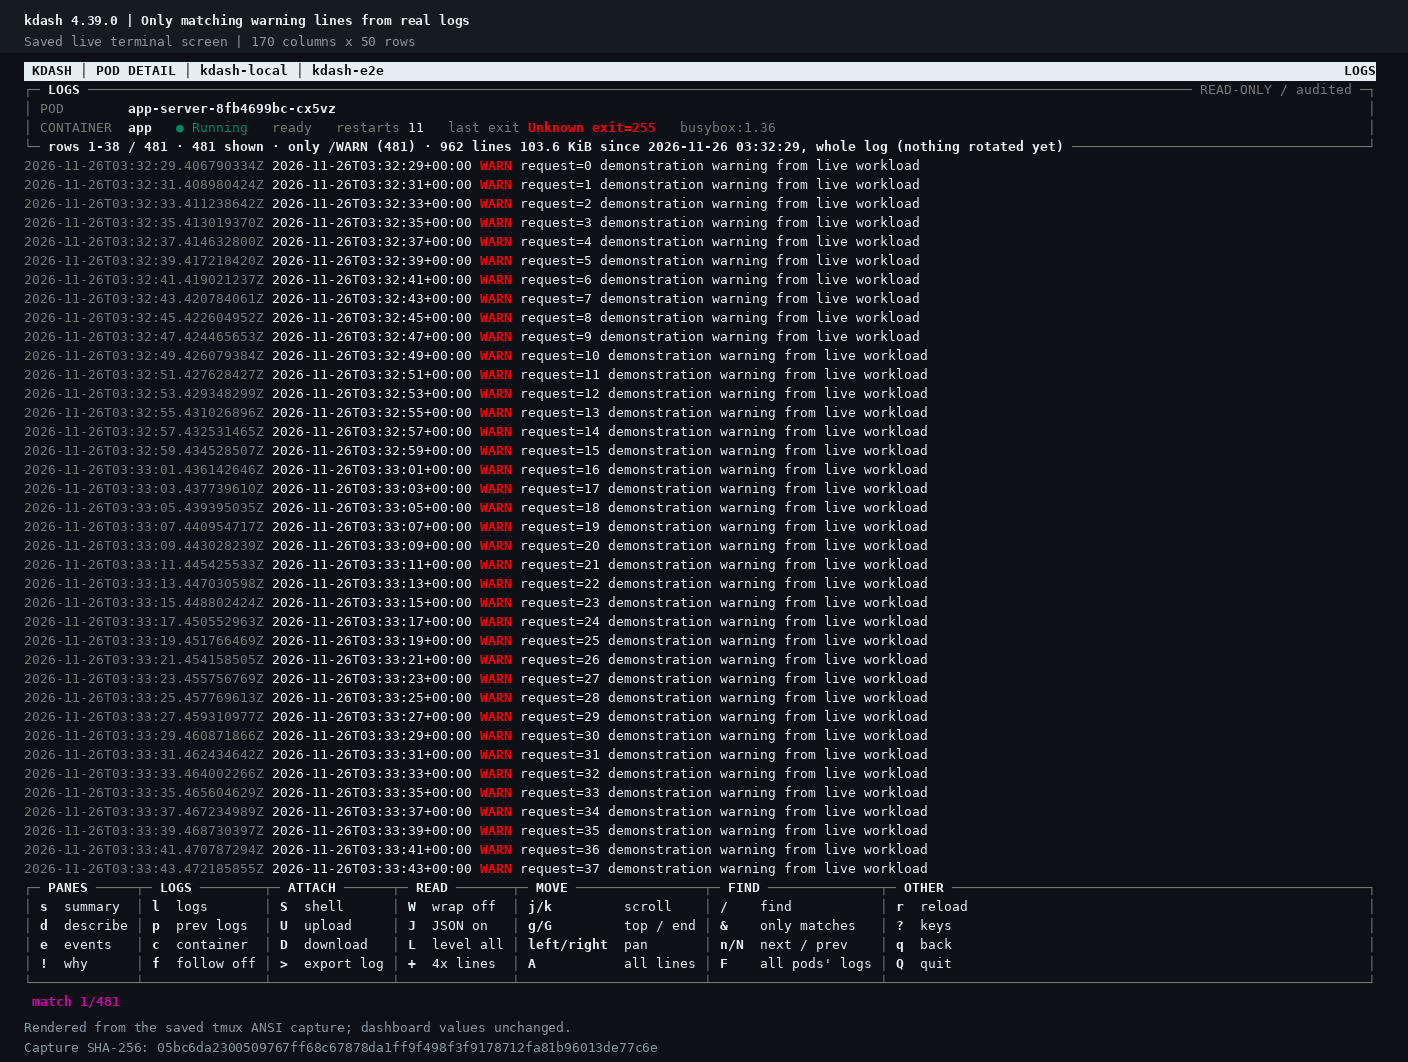 kdash 4.39.0 | Only matching warning lines from real logs
Saved live terminal screen | 170 columns x 50 rows
KDASH │ POD DETAIL │ kdash-local │ kdash-e2e LOGS
LOGS READ-ONLY / audited
POD app-server-8fb4699bc-cx5vz
CONTAINER app ● Running ready restarts 11 last exit Unknown exit=255 busybox:1.36
rows 1-38 / 481 · 481 shown · only /WARN (481) · 962 lines 103.6 KiB since 2026-11-26 03:32:29, whole log (nothing rotated yet)
2026-11-26T03:32:29.406790334Z 2026-11-26T03:32:29+00:00 WARN request=0 demonstration warning from live workload
2026-11-26T03:32:31.408980424Z 2026-11-26T03:32:31+00:00 WARN request=1 demonstration warning from live workload
2026-11-26T03:32:33.411238642Z 2026-11-26T03:32:33+00:00 WARN request=2 demonstration warning from live workload
2026-11-26T03:32:35.413019370Z 2026-11-26T03:32:35+00:00 WARN request=3 demonstration warning from live workload
2026-11-26T03:32:37.414632800Z 2026-11-26T03:32:37+00:00 WARN request=4 demonstration warning from live workload
2026-11-26T03:32:39.417218420Z 2026-11-26T03:32:39+00:00 WARN request=5 demonstration warning from live workload
2026-11-26T03:32:41.419021237Z 2026-11-26T03:32:41+00:00 WARN request=6 demonstration warning from live workload
2026-11-26T03:32:43.420784061Z 2026-11-26T03:32:43+00:00 WARN request=7 demonstration warning from live workload
2026-11-26T03:32:45.422604952Z 2026-11-26T03:32:45+00:00 WARN request=8 demonstration warning from live workload
2026-11-26T03:32:47.424465653Z 2026-11-26T03:32:47+00:00 WARN request=9 demonstration warning from live workload
2026-11-26T03:32:49.426079384Z 2026-11-26T03:32:49+00:00 WARN request=10 demonstration warning from live workload
2026-11-26T03:32:51.427628427Z 2026-11-26T03:32:51+00:00 WARN request=11 demonstration warning from live workload
2026-11-26T03:32:53.429348299Z 2026-11-26T03:32:53+00:00 WARN request=12 demonstration warning from live workload
2026-11-26T03:32:55.431026896Z 2026-11-26T03:32:55+00:00 WARN request=13 demonstration warning from live workload
2026-11-26T03:32:57.432531465Z 2026-11-26T03:32:57+00:00 WARN request=14 demonstration warning from live workload
2026-11-26T03:32:59.434528507Z 2026-11-26T03:32:59+00:00 WARN request=15 demonstration warning from live workload
2026-11-26T03:33:01.436142646Z 2026-11-26T03:33:01+00:00 WARN request=16 demonstration warning from live workload
2026-11-26T03:33:03.437739610Z 2026-11-26T03:33:03+00:00 WARN request=17 demonstration warning from live workload
2026-11-26T03:33:05.439395035Z 2026-11-26T03:33:05+00:00 WARN request=18 demonstration warning from live workload
2026-11-26T03:33:07.440954717Z 2026-11-26T03:33:07+00:00 WARN request=19 demonstration warning from live workload
2026-11-26T03:33:09.443028239Z 2026-11-26T03:33:09+00:00 WARN request=20 demonstration warning from live workload
2026-11-26T03:33:11.445425533Z 2026-11-26T03:33:11+00:00 WARN request=21 demonstration warning from live workload
2026-11-26T03:33:13.447030598Z 2026-11-26T03:33:13+00:00 WARN request=22 demonstration warning from live workload
2026-11-26T03:33:15.448802424Z 2026-11-26T03:33:15+00:00 WARN request=23 demonstration warning from live workload
2026-11-26T03:33:17.450552963Z 2026-11-26T03:33:17+00:00 WARN request=24 demonstration warning from live workload
2026-11-26T03:33:19.451766469Z 2026-11-26T03:33:19+00:00 WARN request=25 demonstration warning from live workload
2026-11-26T03:33:21.454158505Z 2026-11-26T03:33:21+00:00 WARN request=26 demonstration warning from live workload
2026-11-26T03:33:23.455756769Z 2026-11-26T03:33:23+00:00 WARN request=27 demonstration warning from live workload
2026-11-26T03:33:25.457769613Z 2026-11-26T03:33:25+00:00 WARN request=28 demonstration warning from live workload
2026-11-26T03:33:27.459310977Z 2026-11-26T03:33:27+00:00 WARN request=29 demonstration warning from live workload
2026-11-26T03:33:29.460871866Z 2026-11-26T03:33:29+00:00 WARN request=30 demonstration warning from live workload
2026-11-26T03:33:31.462434642Z 2026-11-26T03:33:31+00:00 WARN request=31 demonstration warning from live workload
2026-11-26T03:33:33.464002266Z 2026-11-26T03:33:33+00:00 WARN request=32 demonstration warning from live workload
2026-11-26T03:33:35.465604629Z 2026-11-26T03:33:35+00:00 WARN request=33 demonstration warning from live workload
2026-11-26T03:33:37.467234989Z 2026-11-26T03:33:37+00:00 WARN request=34 demonstration warning from live workload
2026-11-26T03:33:39.468730397Z 2026-11-26T03:33:39+00:00 WARN request=35 demonstration warning from live workload
2026-11-26T03:33:41.470787294Z 2026-11-26T03:33:41+00:00 WARN request=36 demonstration warning from live workload
2026-11-26T03:33:43.472185855Z 2026-11-26T03:33:43+00:00 WARN request=37 demonstration warning from live workload
PANES LOGS ATTACH READ MOVE FIND OTHER
s summary │ l logs │ S shell │ W wrap off │ j/k scroll │ / find │ r reload
d describe │ p prev logs │ U upload │ J JSON on │ g/G top / end │ & only matches │ ? keys
e events │ c container │ D download │ L level all │ left/right pan │ n/N next / prev │ q back
! why │ f follow off │ > export log │ + 4x lines │ A all lines │ F all pods' logs │ Q quit
match 1/481
Rendered from the saved tmux ANSI capture; dashboard values unchanged.
Capture SHA-256: 05bc6da2300509767ff68c67878da1ff9f498f3f9178712fa81b96013de77c6e